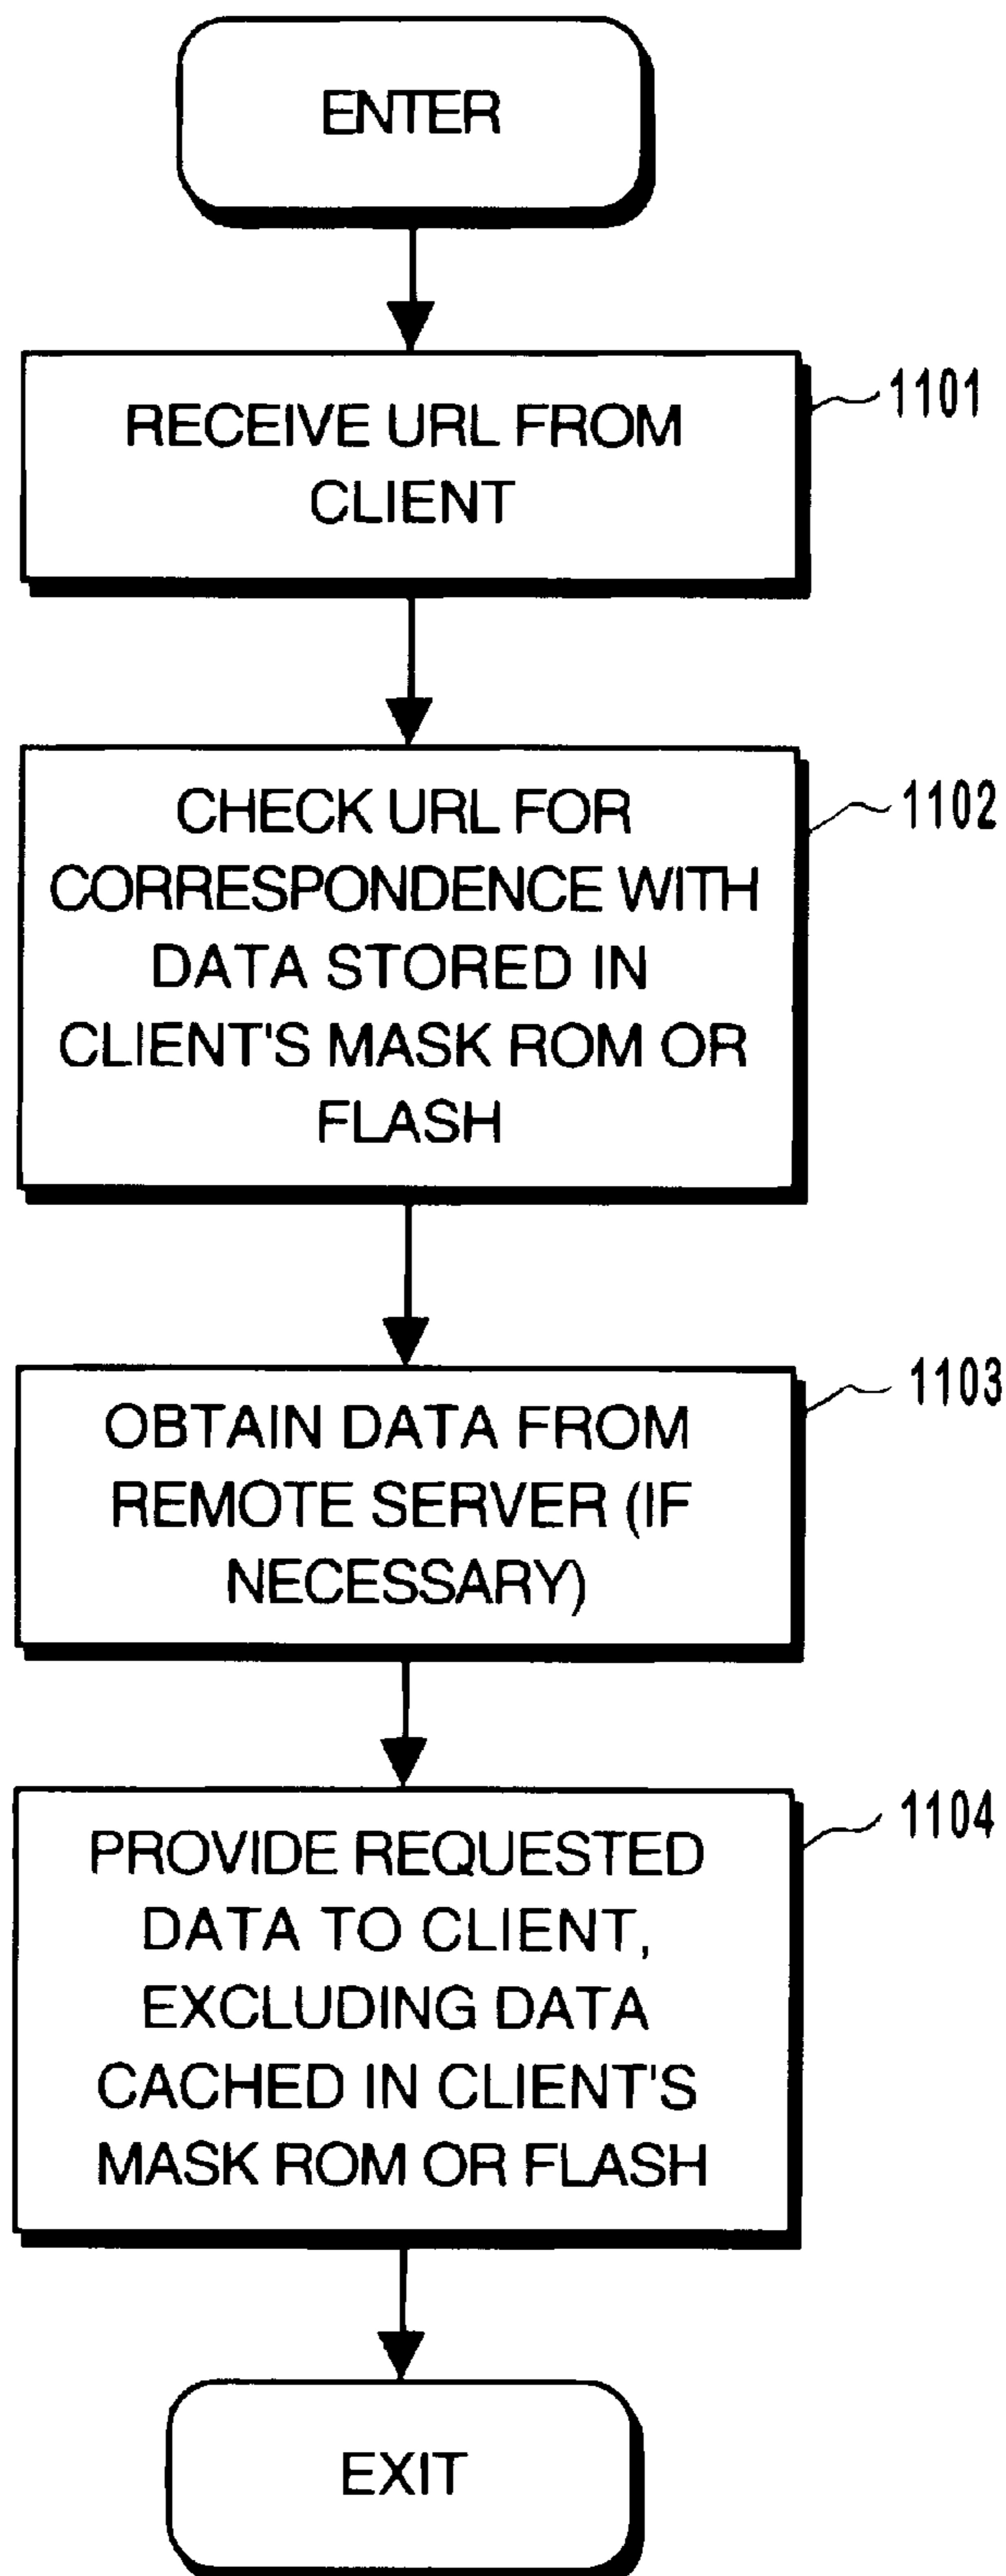 ENTER
RECEIVE URL FROM
CLIENT
1101
CHECK URL FOR
CORRESPONDENCE WITH
DATA STORED IN
CLIENT'S MASK ROM OR
FLASH
1102
OBTAIN DATA FROM
REMOTE SERVER (IF
NECESSARY)
1103
PROVIDE REQUESTED
DATA TO CLIENT,
EXCLUDING DATA
CACHED IN CLIENT'S
MASK ROM OR FLASH
1104
EXIT